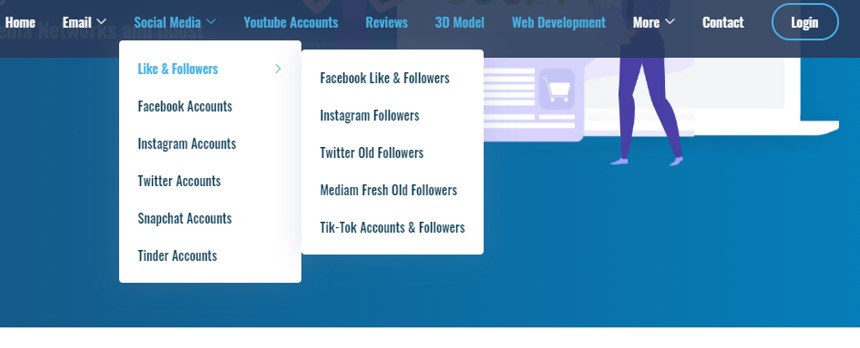 Home Email Social Media Youtube Accounts Reviews 3D Model Web Development More Contact Login
edia Networks and boost
Like & Followers
Facebook Accounts
Instagram Accounts
Twitter Accounts
Snapchat Accounts
Tinder Accounts
Facebook Like & Followers
Instagram Followers
Twitter Old Followers
Mediam Fresh Old Followers
Tik-Tok Accounts & Followers